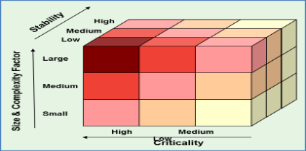 Stability
High
Medium
Low
Size & Complexity Factor
Large
Medium
Small
High
Low
Medium
Criticality